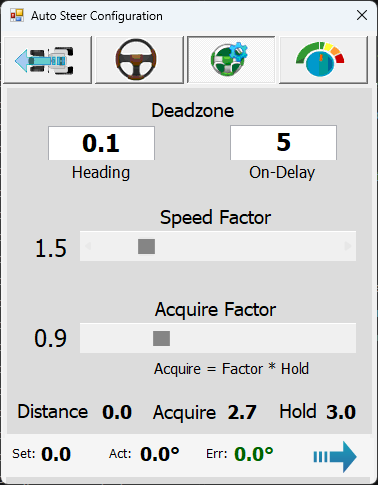 Auto Steer Configuration
Deadzone
0.1 5
Heading On-Delay
Speed Factor
1.5
Acquire Factor
0.9
Acquire = Factor * Hold
Distance 0.0 Acquire 2.7 Hold 3.0
Set: 0.0 Act: 0.0° Err: 0.0°